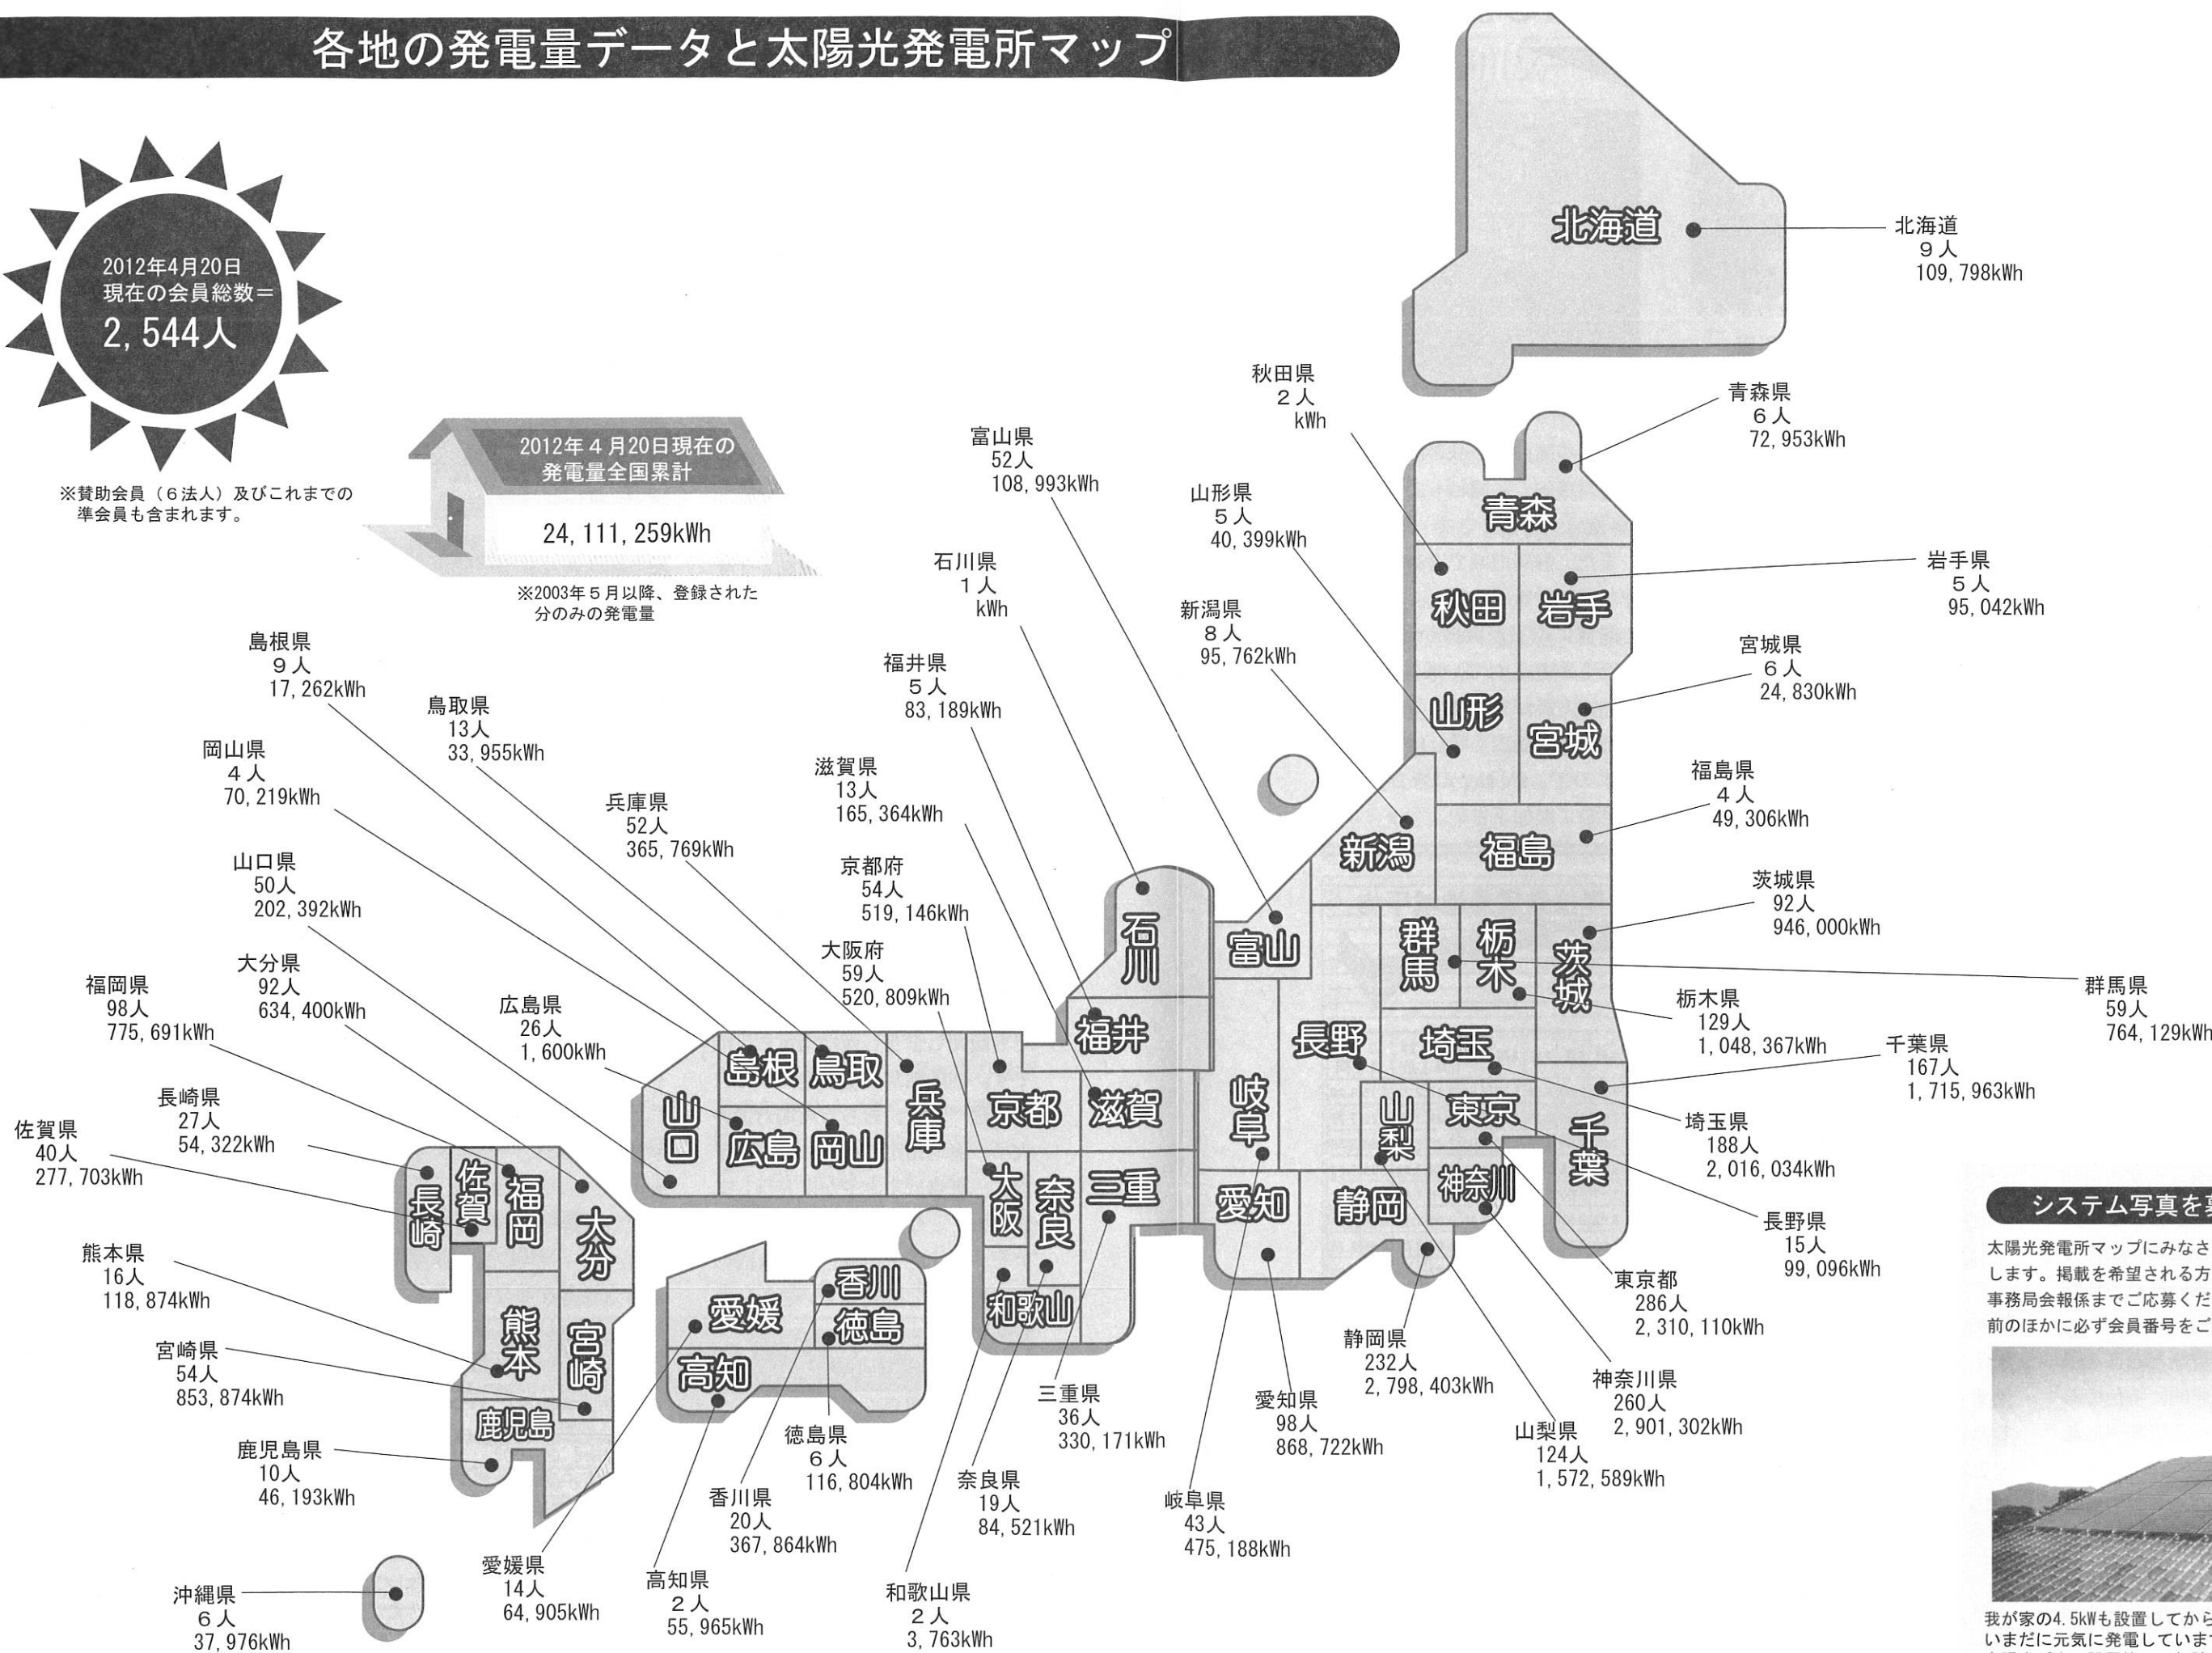 各地の発電量データと太陽光発電所マップ
2012年4月20日
現在の会員総数＝
2,544人
※賛助会員（６法人）及びこれまでの
準会員も含まれます。
2012年４月20日現在の
発電量全国累計
24,111,259kWh
※2003年５月以降、登録された
分のみの発電量
北海道
９人
109,798kWh
青森県
６人
72,953kWh
秋田県
２人
kWh
岩手県
５人
95,042kWh
宮城県
６人
24,830kWh
山形県
５人
40,399kWh
福島県
４人
49,306kWh
新潟県
８人
95,762kWh
富山県
52人
108,993kWh
石川県
１人
kWh
福井県
５人
83,189kWh
滋賀県
13人
165,364kWh
京都府
54人
519,146kWh
大阪府
59人
520,809kWh
兵庫県
52人
365,769kWh
鳥取県
13人
33,955kWh
島根県
９人
17,262kWh
岡山県
４人
70,219kWh
山口県
50人
202,392kWh
広島県
26人
1,600kWh
大分県
92人
634,400kWh
福岡県
98人
775,691kWh
長崎県
27人
54,322kWh
佐賀県
40人
277,703kWh
熊本県
16人
118,874kWh
宮崎県
54人
853,874kWh
鹿児島県
10人
46,193kWh
沖縄県
６人
37,976kWh
愛媛県
14人
64,905kWh
高知県
２人
55,965kWh
香川県
20人
367,864kWh
徳島県
６人
116,804kWh
和歌山県
２人
3,763kWh
奈良県
19人
84,521kWh
三重県
36人
330,171kWh
岐阜県
43人
475,188kWh
愛知県
98人
868,722kWh
静岡県
232人
2,798,403kWh
山梨県
124人
1,572,589kWh
神奈川県
260人
2,901,302kWh
東京都
286人
2,310,110kWh
長野県
15人
99,096kWh
埼玉県
188人
2,016,034kWh
千葉県
167人
1,715,963kWh
栃木県
129人
1,048,367kWh
群馬県
59人
764,129kWh
茨城県
92人
946,000kWh
北海道
青森
秋田
岩手
山形
宮城
新潟
福島
石川
富山
群馬
栃木
茨城
福井
長野
埼玉
岐阜
山梨
東京
千葉
神奈川
愛知
静岡
島根
鳥取
兵庫
京都
滋賀
山口
広島
岡山
大阪
奈良
三重
和歌山
香川
愛媛
徳島
高知
長崎
佐賀
福岡
大分
熊本
宮崎
鹿児島
システム写真を
太陽光発電所マップにみなさ
します。掲載を希望される方
事務局会報係までご応募くだ
前のほかに必ず会員番号をご
我が家の4.5kWも設置してから
いまだに元気に発電しています